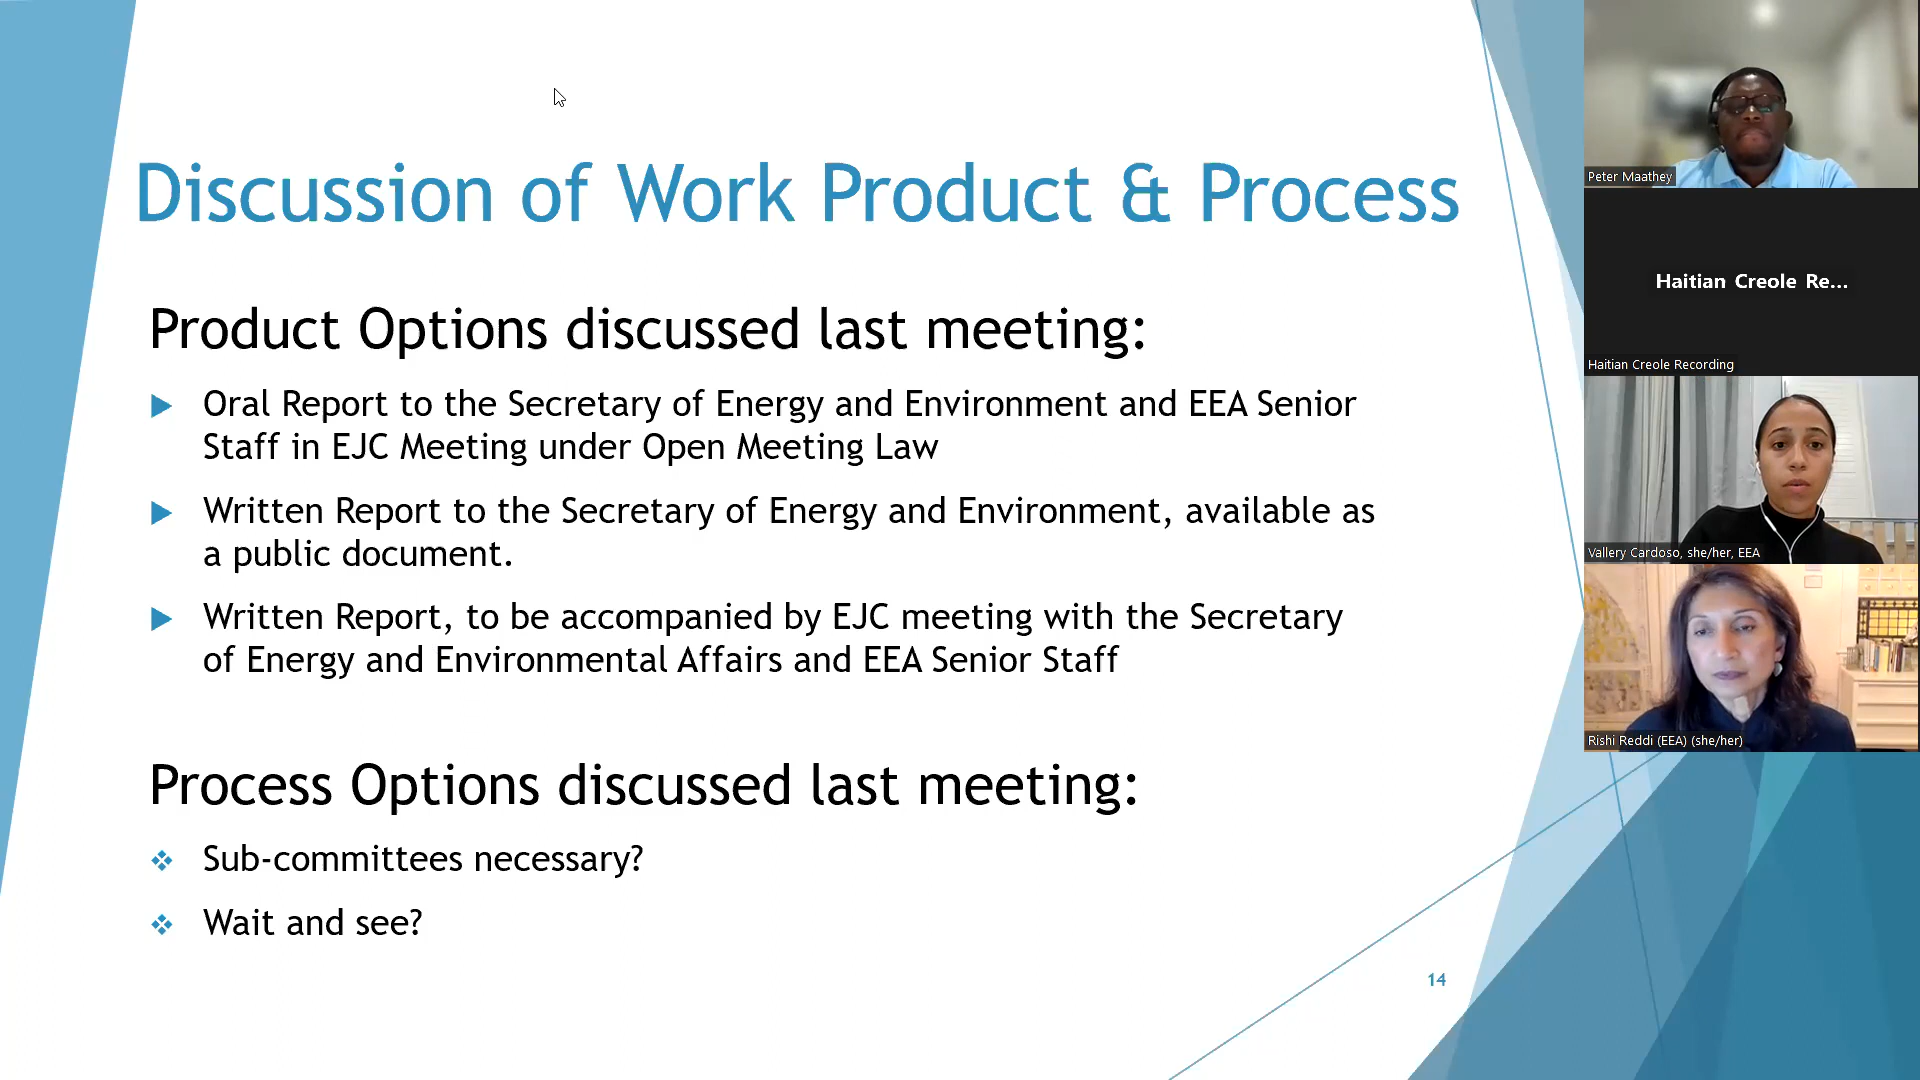 Discussion of Work Product & Process
Product Options discussed last meeting:
Oral Report to the Secretary of Energy and Environment and EEA Senior
Staff in EJC Meeting under Open Meeting Law
Written Report to the Secretary of Energy and Environment, available as
a public document.
Written Report, to be accompanied by EJC meeting with the Secretary
of Energy and Environmental Affairs and EEA Senior Staff
Process Options discussed last meeting:
Sub-committees necessary?
Wait and see?
14
Peter Maathey
Haitian Creole Re...
Haitian Creole Recording
Vallery Cardoso, she/her, EEA
Rishi Reddi (EEA) (she/her)